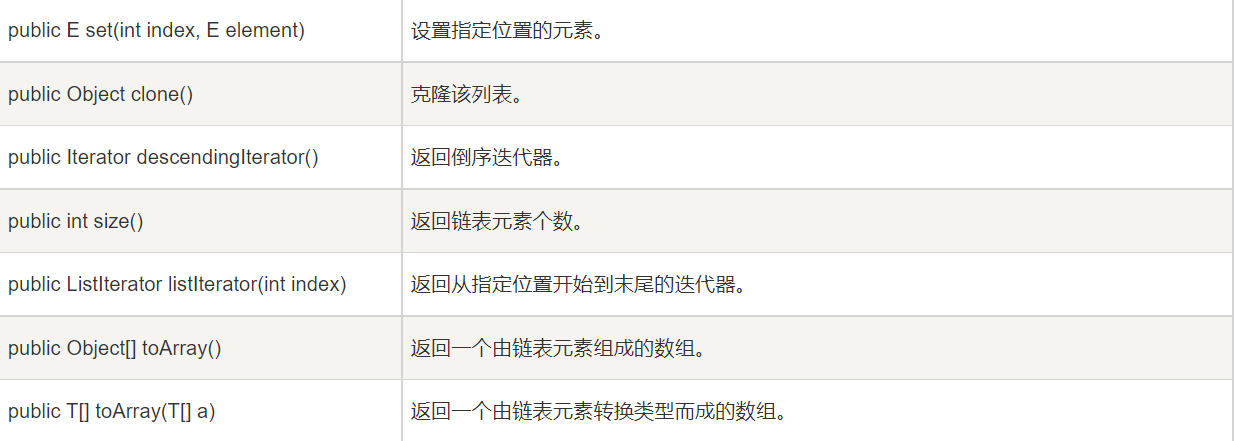 public E set(int index, E element) 设置指定位置的元素。
public Object clone() 克隆该列表。
public Iterator descendingIterator() 返回倒序迭代器。
public int size() 返回链表元素个数。
public ListIterator listIterator(int index) 返回从指定位置开始到末尾的迭代器。
public Object[] toArray() 返回一个由链表元素组成的数组。
public T[] toArray(T[] a) 返回一个由链表元素转换类型而成的数组。